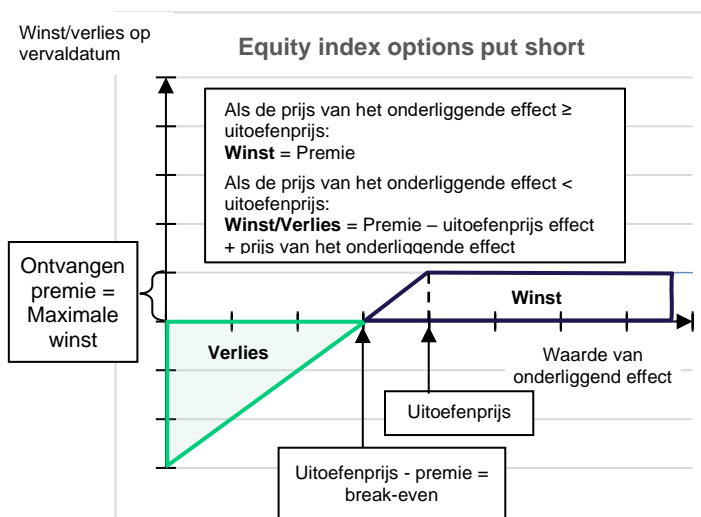 Winst/verlies op
vervaldatum
Equity index options put short
Als de prijs van het onderliggende effect ≥
uitoefenprijs:
Winst = Premie
Als de prijs van het onderliggende effect <
uitoefenprijs:
Winst/Verlies = Premie – uitoefenprijs effect
+ prijs van het onderliggende effect
Ontvangen
premie =
Maximale
winst
Winst
Verlies
Waarde van
onderliggend effect
Uitoefenprijs
Uitoefenprijs - premie =
break-even